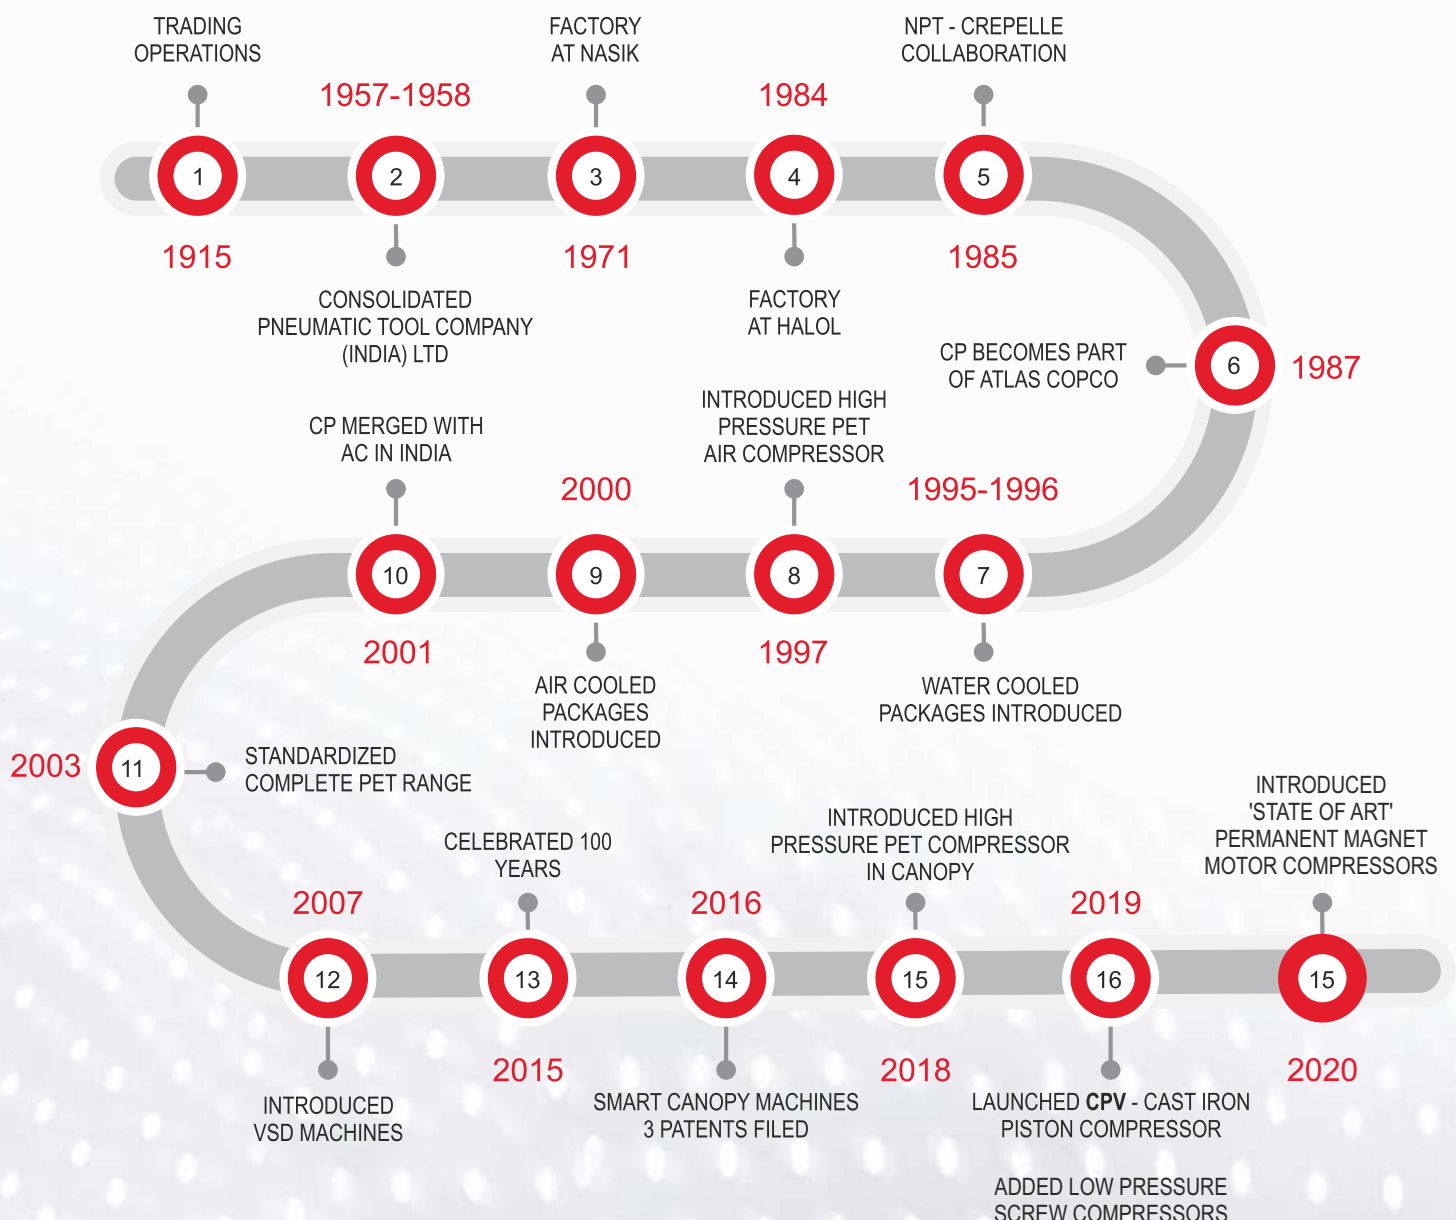 TRADING
OPERATIONS
1
1915
1957-1958
2
CONSOLIDATED
PNEUMATIC TOOL COMPANY
(INDIA) LTD
FACTORY
AT NASIK
3
1971
1984
4
FACTORY
AT HALOL
NPT - CREPELLE
COLLABORATION
5
1985
CP BECOMES PART
OF ATLAS COPCO
6
1987
1995-1996
7
WATER COOLED
PACKAGES INTRODUCED
INTRODUCED HIGH
PRESSURE PET
AIR COMPRESSOR
8
1997
2000
9
AIR COOLED
PACKAGES
INTRODUCED
CP MERGED WITH
AC IN INDIA
10
2001
2003
11
STANDARDIZED
COMPLETE PET RANGE
2007
12
INTRODUCED
VSD MACHINES
CELEBRATED 100
YEARS
13
2015
2016
14
SMART CANOPY MACHINES
3 PATENTS FILED
INTRODUCED HIGH
PRESSURE PET COMPRESSOR
IN CANOPY
15
2018
2019
16
LAUNCHED CPV - CAST IRON
PISTON COMPRESSOR
ADDED LOW PRESSURE
SCREW COMPRESSORS
INTRODUCED
'STATE OF ART'
PERMANENT MAGNET
MOTOR COMPRESSORS
15
2020